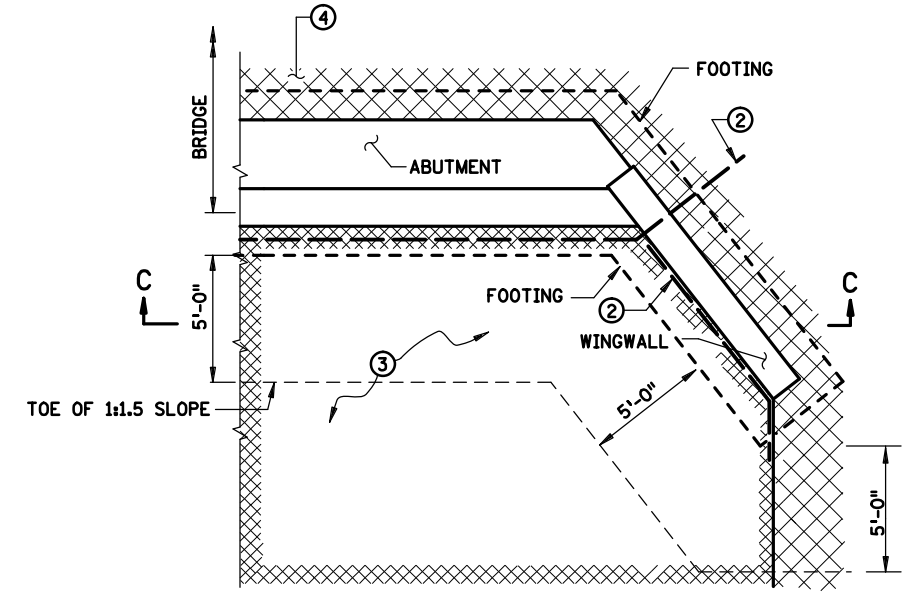 4
FOOTING
2
BRIDGE
ABUTMENT
C
C
5'-0"
FOOTING
2
WINGWALL
3
TOE OF 1:1.5 SLOPE
5'-0"
5'-0"